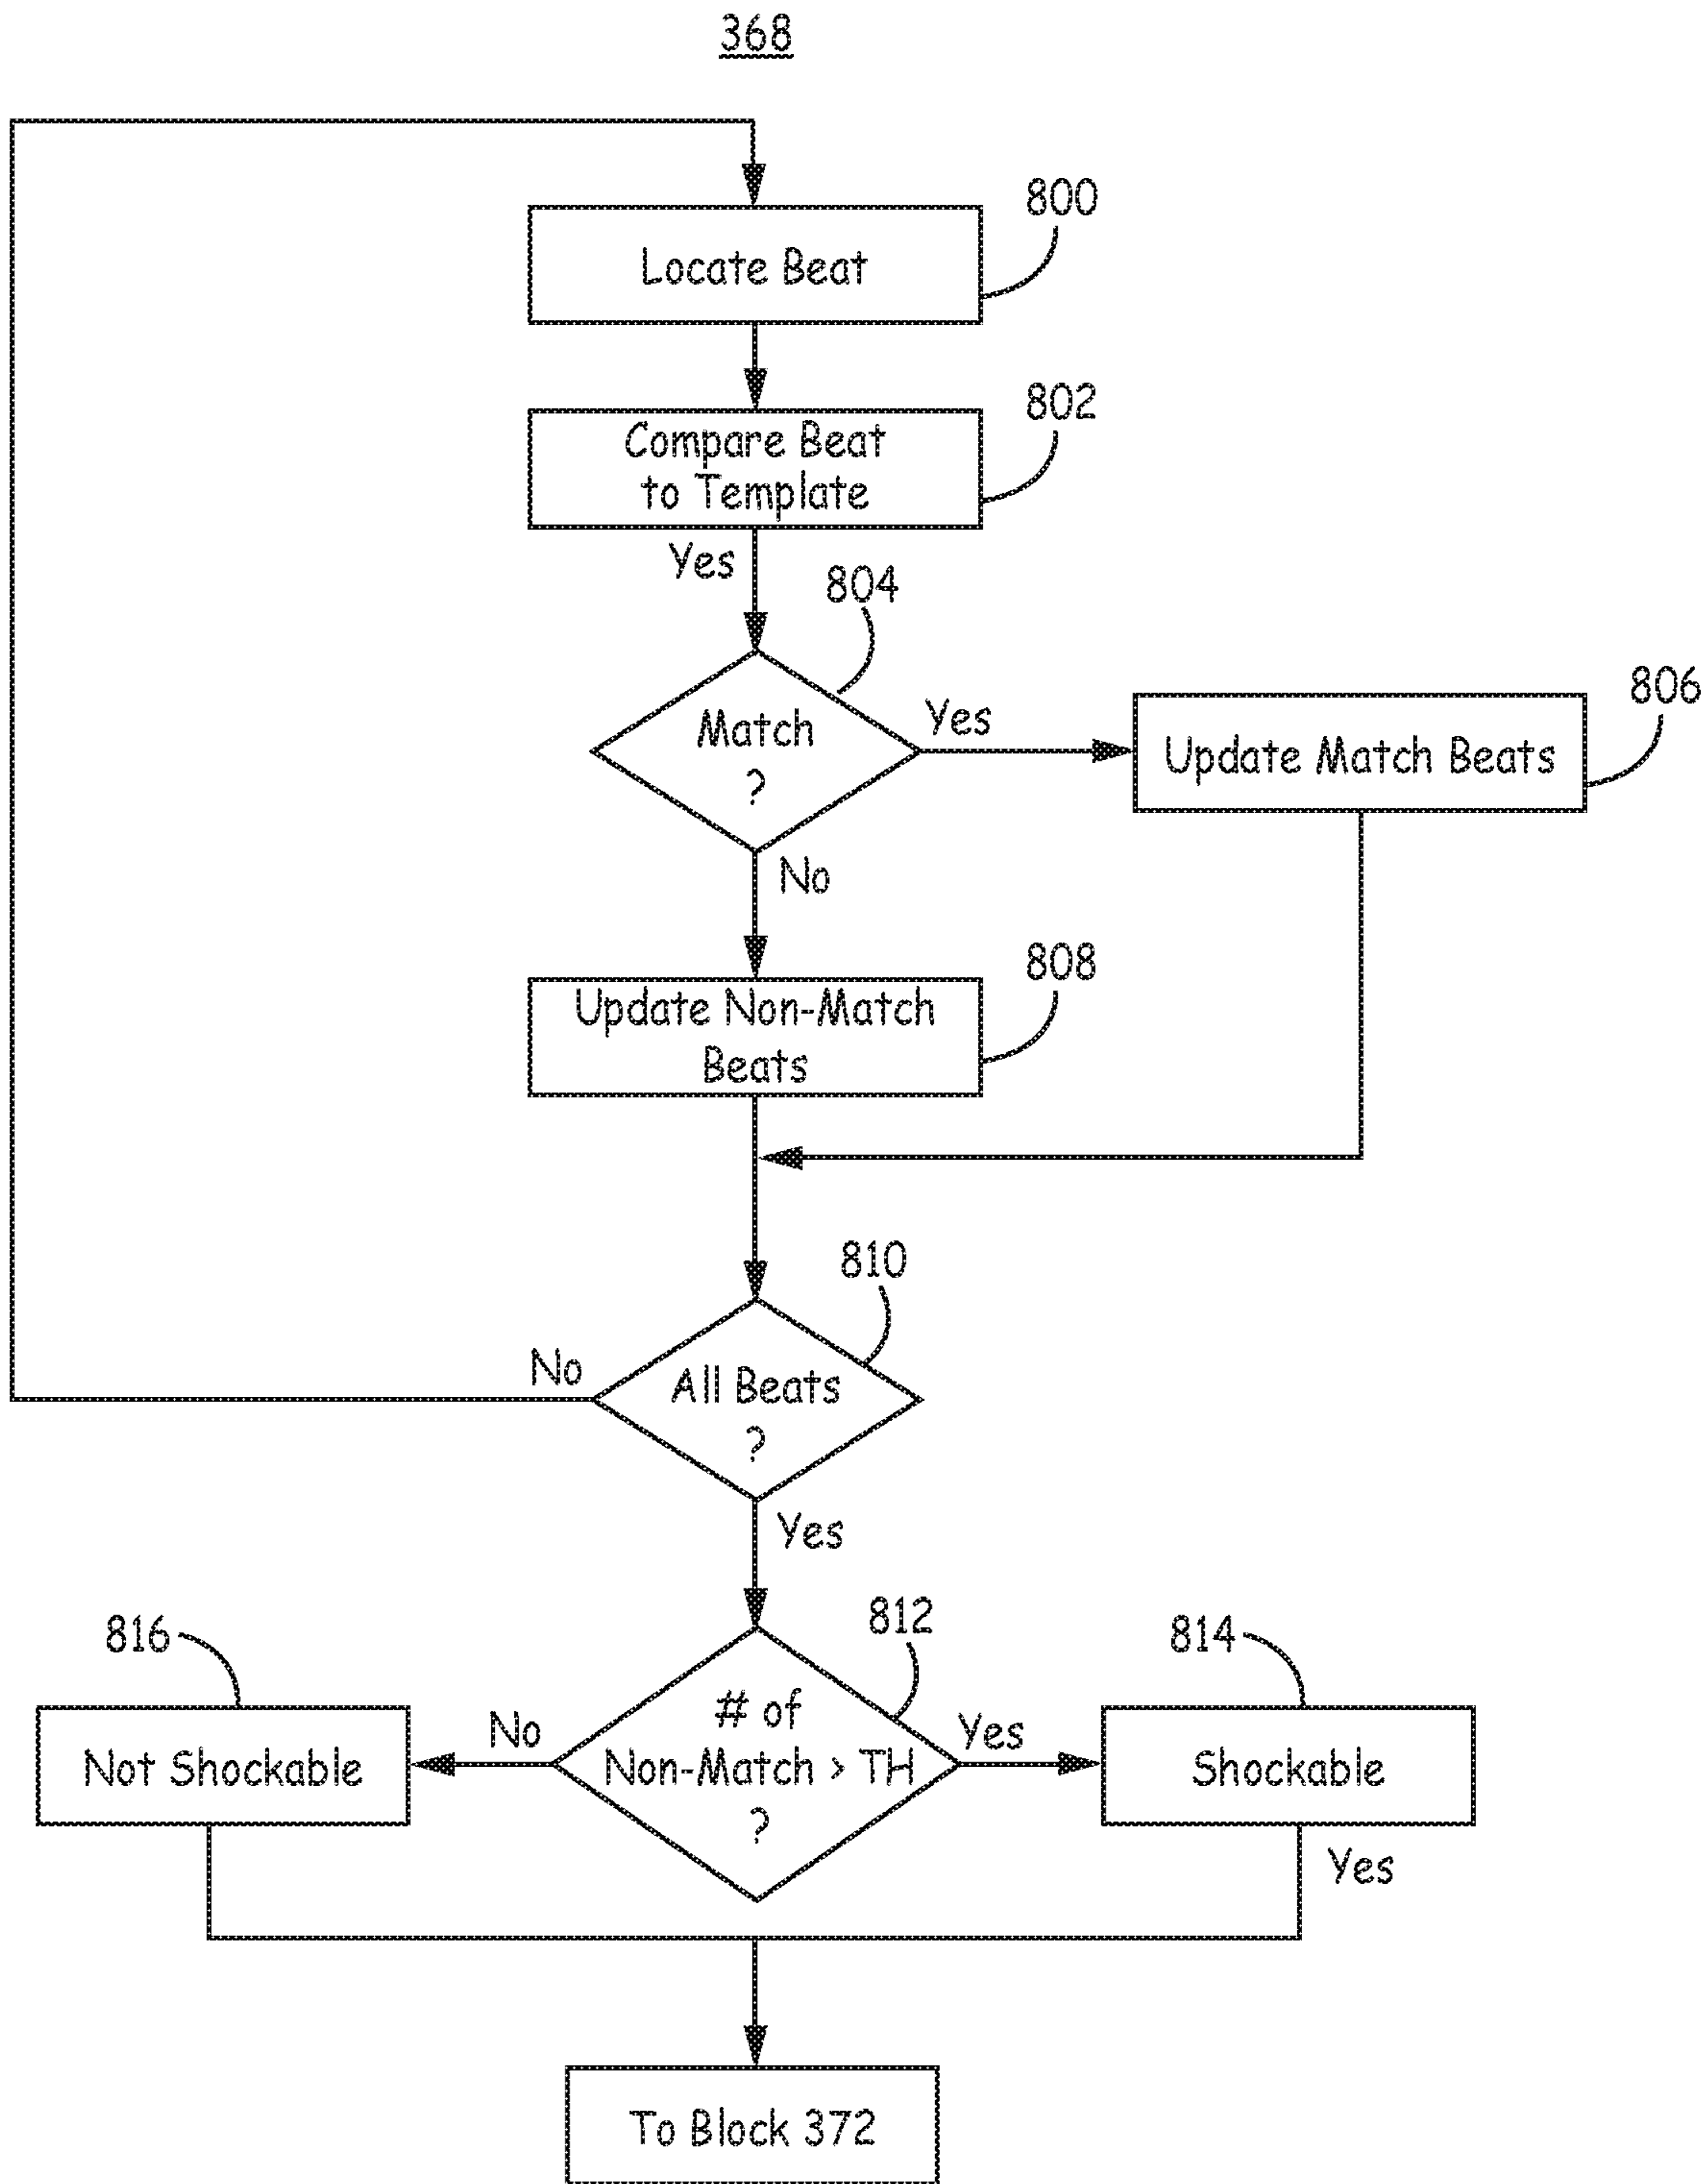 368
800
Locate Beat
802
Compare Beat
to Template
Yes
804
Match
?
Yes
806
Update Match Beats
No
808
Update Non-Match
Beats
810
No
All Beats
?
Yes
816
812
814
Not Shockable
No
# of
Non-Match > TH
?
Yes
Shockable
Yes
To Block 372